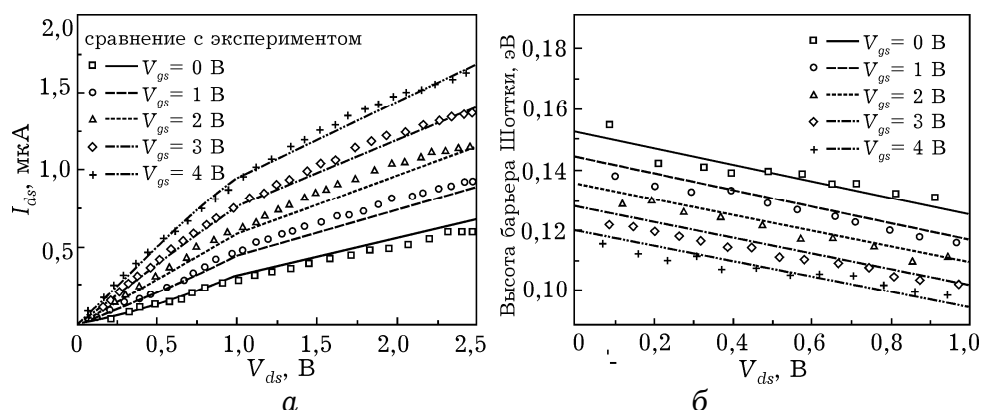 а
2,0
1,5
1,0
0,5
I_ds, мкА
сравнение с экспериментом
V_gs = 0 В
V_gs = 1 В
V_gs = 2 В
V_gs = 3 В
V_gs = 4 В
0 0,5 1,0 1,5 2,0 2,5
V_ds, В
а
б
0,18
0,16
0,14
0,12
0,10
Высота барьера Шоттки, эВ
V_gs = 0 В
V_gs = 1 В
V_gs = 2 В
V_gs = 3 В
V_gs = 4 В
0 0,2 0,4 0,6 0,8 1,0
V_ds, В
б